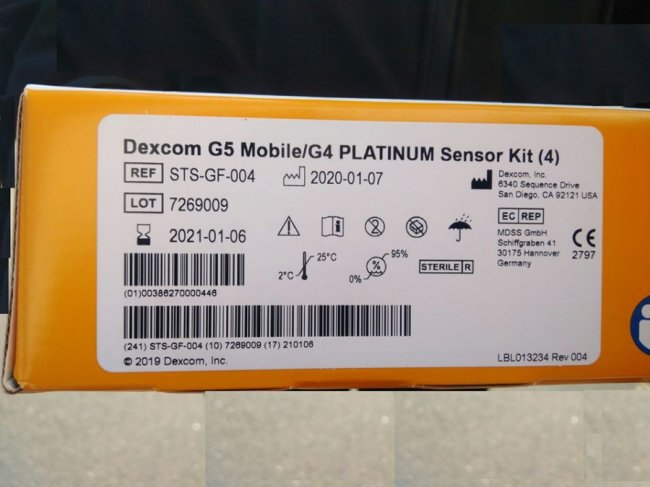 Dexcom G5 Mobile/G4 PLATINUM Sensor Kit (4)
REF STS-GF-004 2020-01-07
LOT 7269009
2021-01-06
Dexcom, Inc.
6340 Sequence Drive
San Diego, CA 92121 USA
EC REP
MDSS GmbH
Schiffgraben 41
30175 Hannover
Germany
CE
2797
2°C 25°C
0% 95%
STERILE R
(01)00386270000446
(241) STS-GF-004 (10) 7269009 (17) 210106
© 2019 Dexcom, Inc.
LBL013234 Rev 004